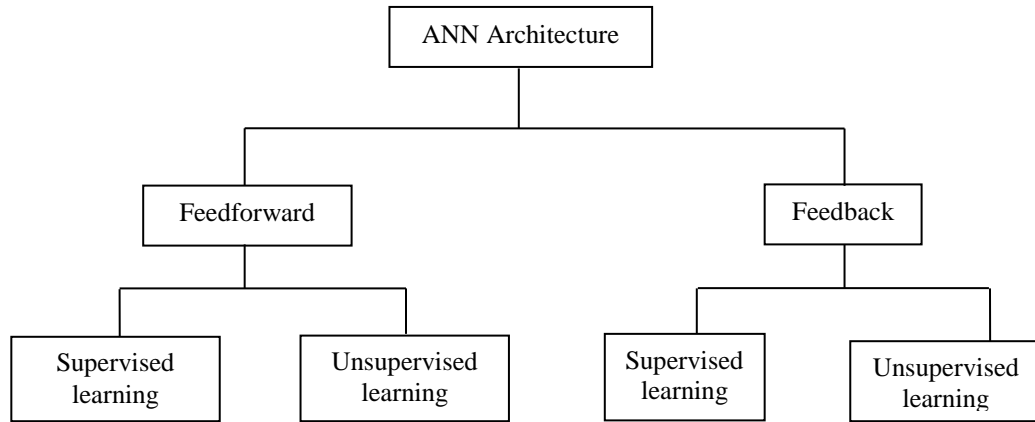 ANN Architecture
Feedforward
Feedback
Supervised
learning
Unsupervised
learning
Supervised
learning
Unsupervised
learning